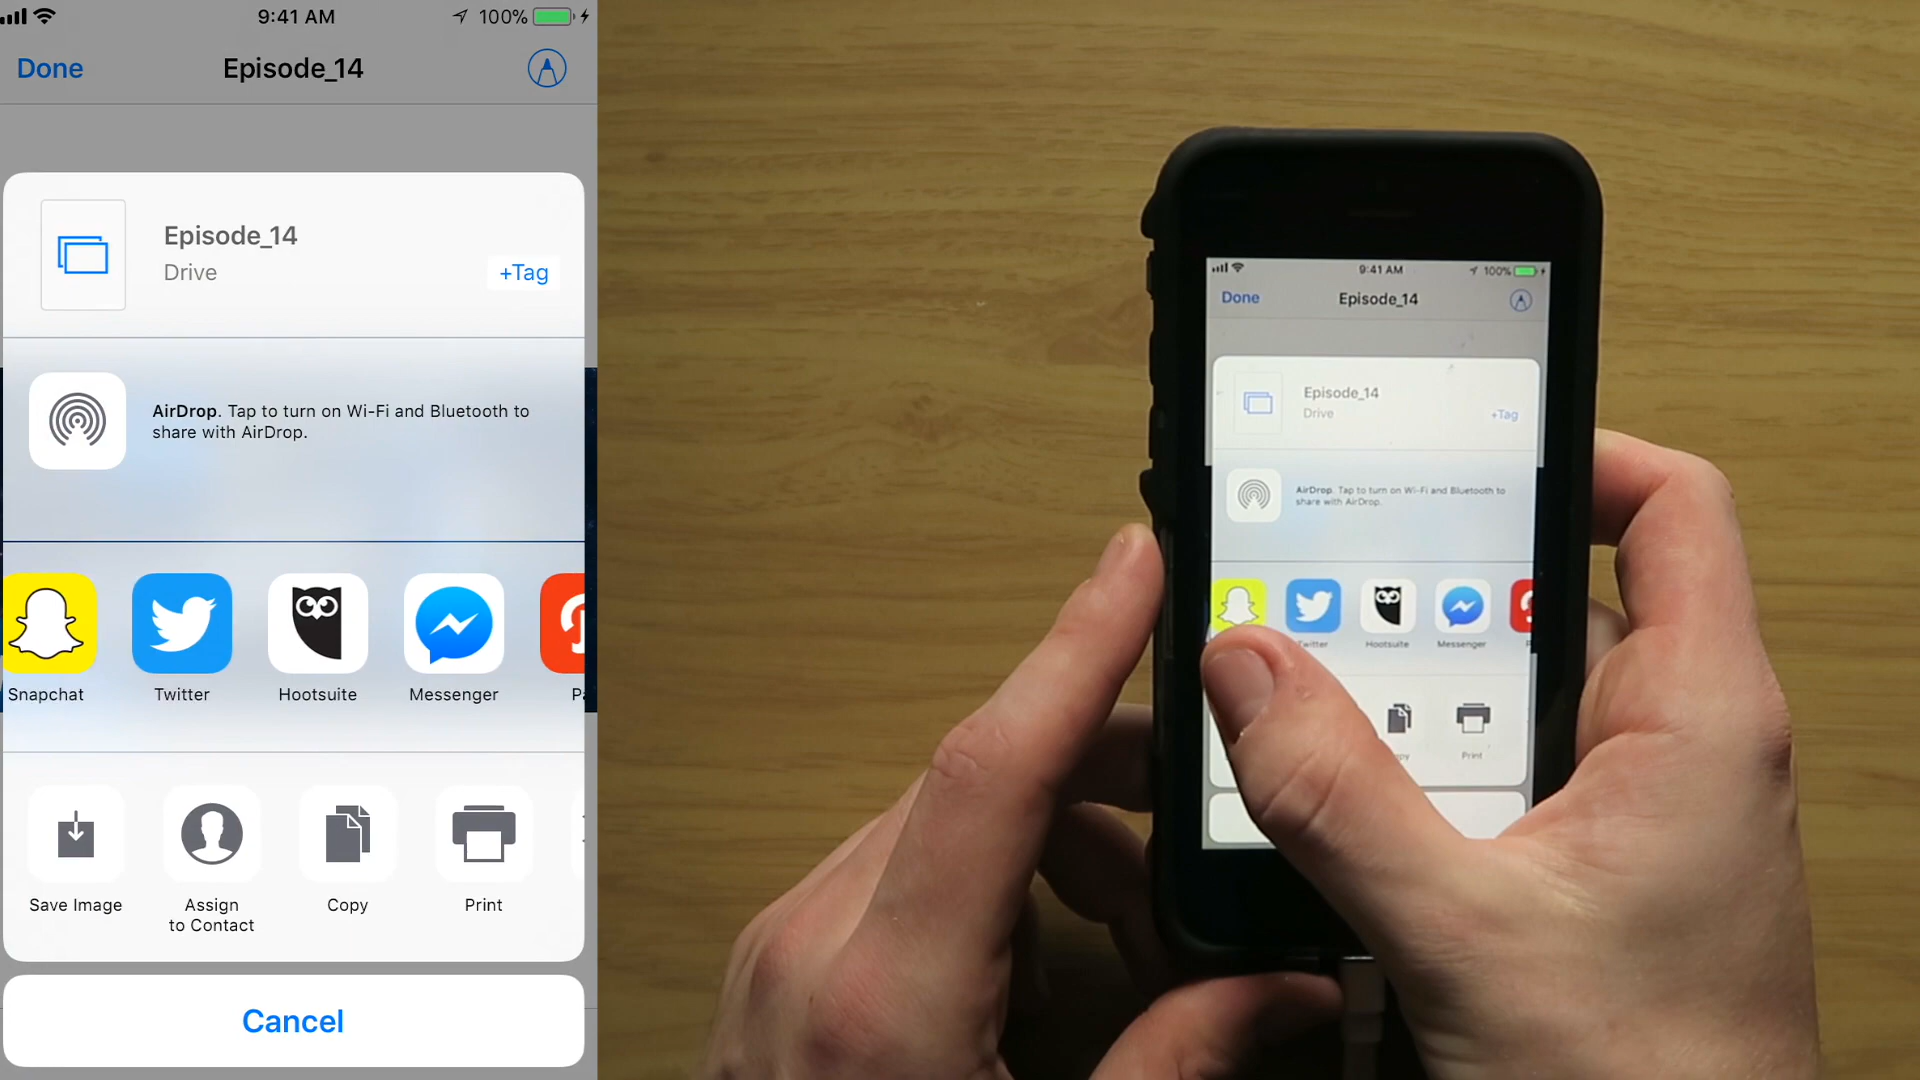 9:41 AM 100%
Done Episode_14
Episode_14
Drive
+Tag
AirDrop. Tap to turn on Wi-Fi and Bluetooth to
share with AirDrop.
Snapchat Twitter Hootsuite Messenger
Save Image Assign
to Contact Copy Print
Cancel
9:41 AM 100%
Done Episode_14
Episode_14
Drive
+Tag
AirDrop. Tap to turn on Wi-Fi and Bluetooth to
share with AirDrop.
Twitter Hootsuite Messenger
Print